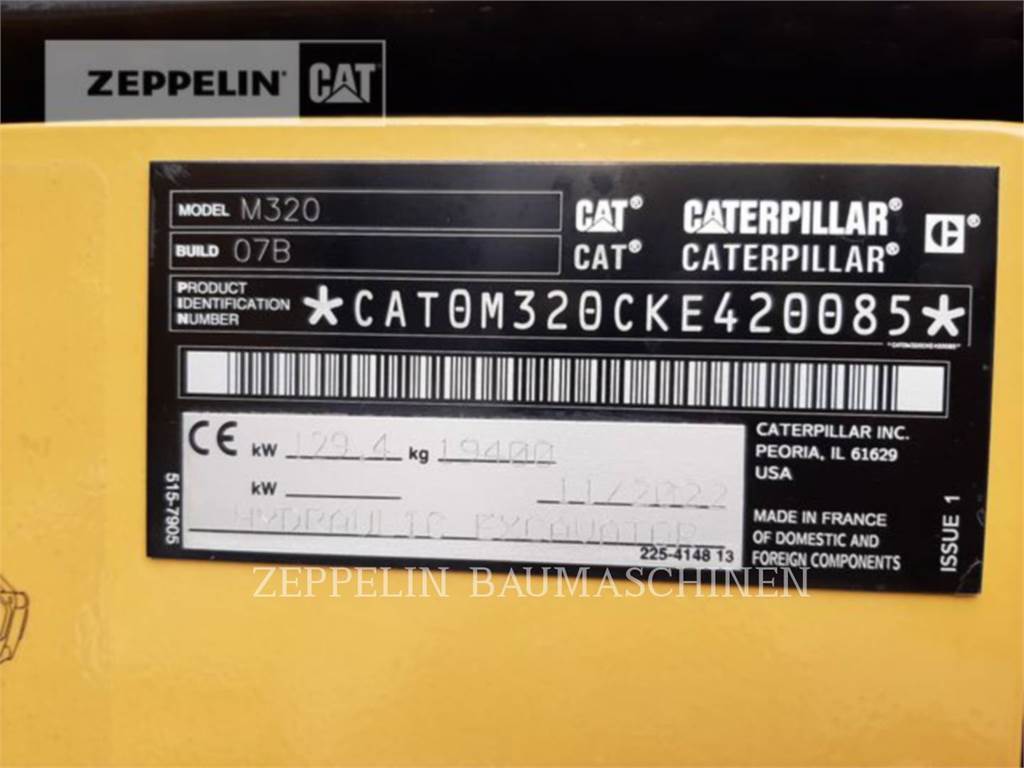 ZEPPELIN® CAT
MODEL M320
BUILD 07B
CAT® CATERPILLAR®
CAT® CATERPILLAR®
PRODUCT
IDENTIFICATION
NUMBER
*CAT0M320CKE420085*
CE kW 129.4 kg 19400
kW 11/2022
HYDRAULIC EXCAVATOR
225-4148 13
515-7905
CATERPILLAR INC.
PEORIA, IL 61629
USA
MADE IN FRANCE
OF DOMESTIC AND
FOREIGN COMPONENTS
ISSUE 1
ZEPPELIN BAUMASCHINEN